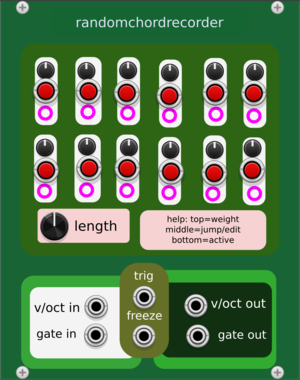 randomchordrecorder
length
help: top=weight
middle=jump/edit
bottom=active
trig
v/oct in
v/oct out
freeze
gate in
gate out